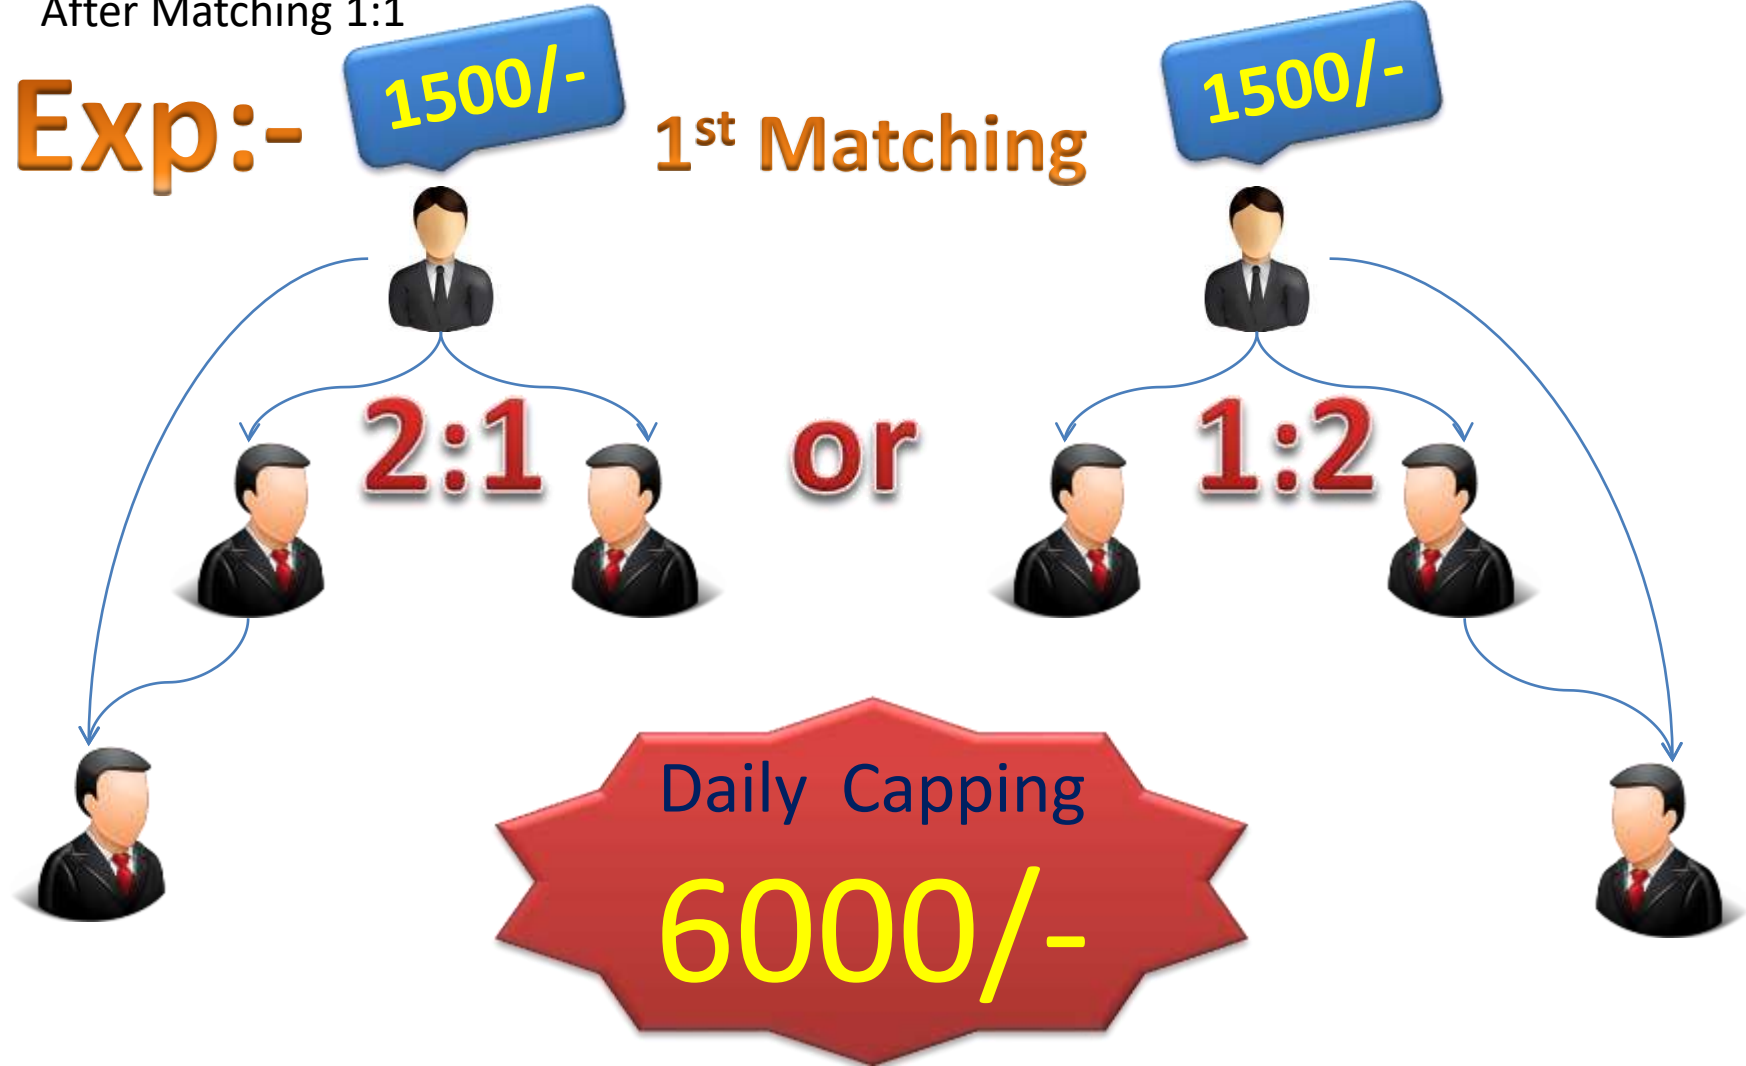 After Matching 1:1
Exp:-
1500/-
1st Matching
1500/-
2:1
or
1:2
Daily Capping
6000/-